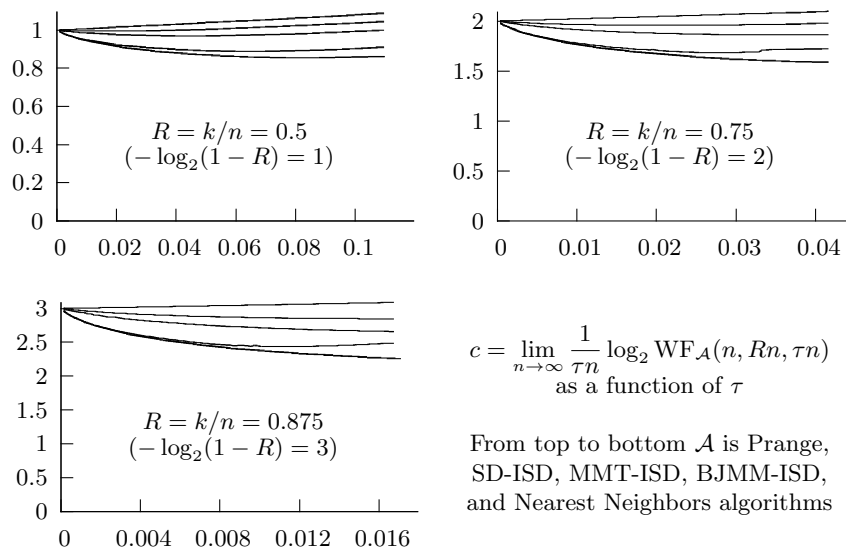 1
0.8
0.6
0.4
0.2
0
0 0.02 0.04 0.06 0.08 0.1
R = k/n = 0.5
(− log₂(1 − R) = 1)
2
1.5
1
0.5
0
0 0.01 0.02 0.03 0.04
R = k/n = 0.75
(− log₂(1 − R) = 2)
3
2.5
2
1.5
1
0.5
0
0 0.004 0.008 0.012 0.016
R = k/n = 0.875
(− log₂(1 − R) = 3)
c = lim_{n→∞} \frac{1}{τn} log₂ WF_𝒜(n, Rn, τn)
as a function of τ
From top to bottom 𝒜 is Prange,
SD-ISD, MMT-ISD, BJMM-ISD,
and Nearest Neighbors algorithms